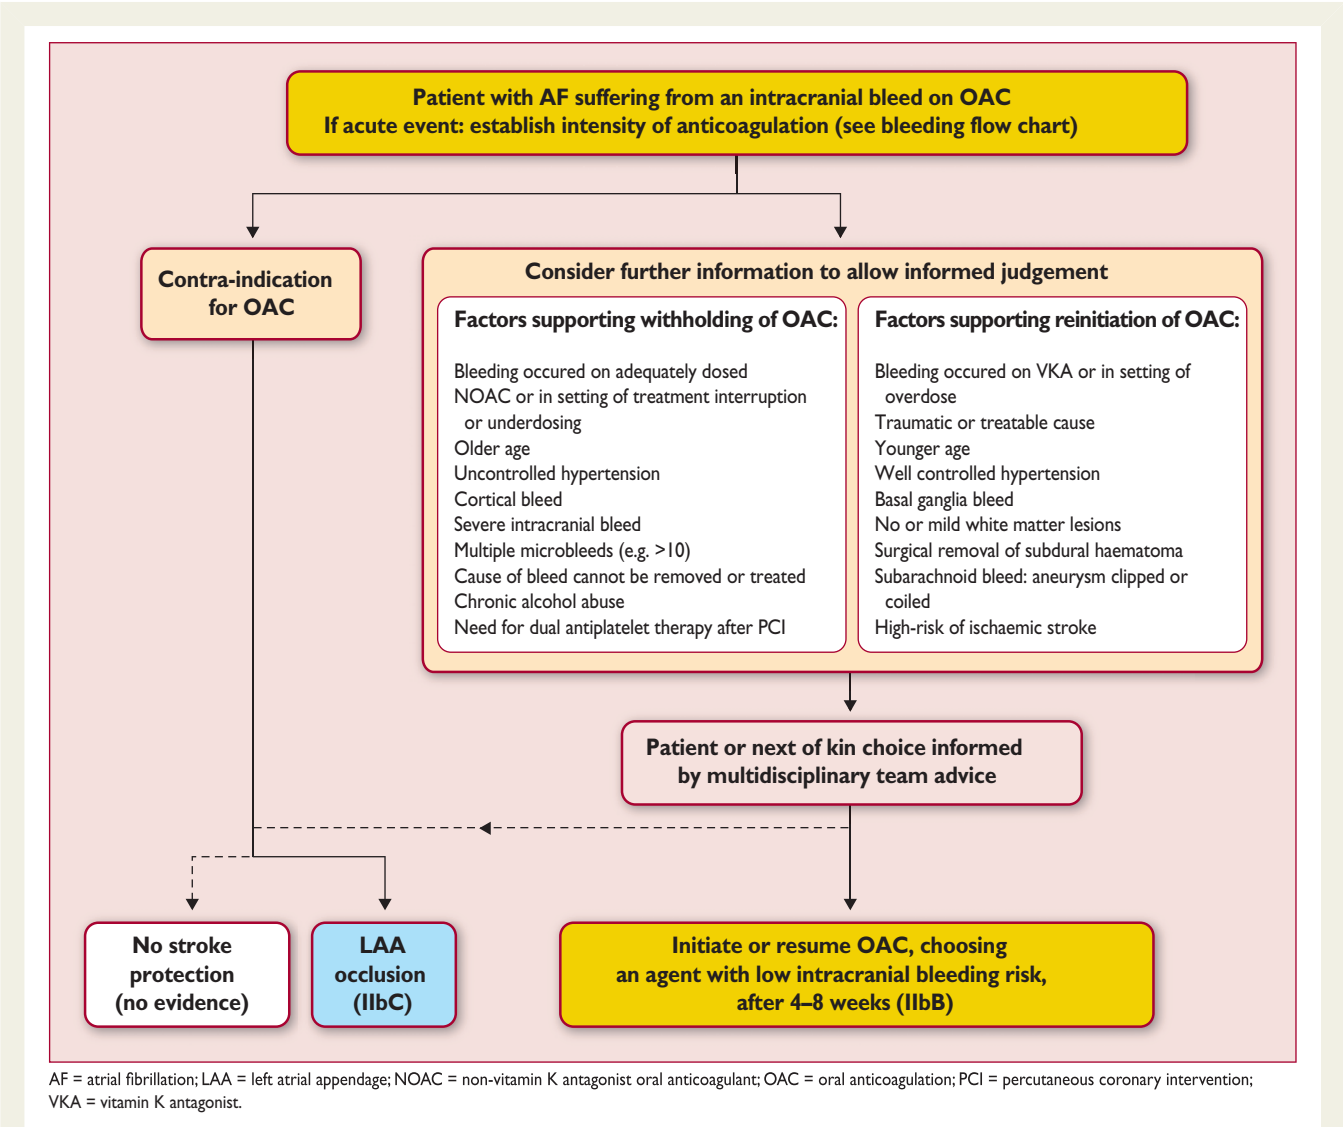 Patient with AF suffering from an intracranial bleed on OAC
If acute event: establish intensity of anticoagulation (see bleeding flow chart)
Contra-indication
for OAC
Consider further information to allow informed judgement
Factors supporting withholding of OAC:
Bleeding occured on adequately dosed
NOAC or in setting of treatment interruption
or underdosing
Older age
Uncontrolled hypertension
Cortical bleed
Severe intracranial bleed
Multiple microbleeds (e.g. >10)
Cause of bleed cannot be removed or treated
Chronic alcohol abuse
Need for dual antiplatelet therapy after PCI
Factors supporting reinitiation of OAC:
Bleeding occured on VKA or in setting of
overdose
Traumatic or treatable cause
Younger age
Well controlled hypertension
Basal ganglia bleed
No or mild white matter lesions
Surgical removal of subdural haematoma
Subarachnoid bleed: aneurysm clipped or
coiled
High-risk of ischaemic stroke
Patient or next of kin choice informed
by multidisciplinary team advice
No stroke
protection
(no evidence)
LAA
occlusion
(IIbC)
Initiate or resume OAC, choosing
an agent with low intracranial bleeding risk,
after 4–8 weeks (IIbB)
AF = atrial fibrillation; LAA = left atrial appendage; NOAC = non-vitamin K antagonist oral anticoagulant; OAC = oral anticoagulation; PCI = percutaneous coronary intervention;
VKA = vitamin K antagonist.